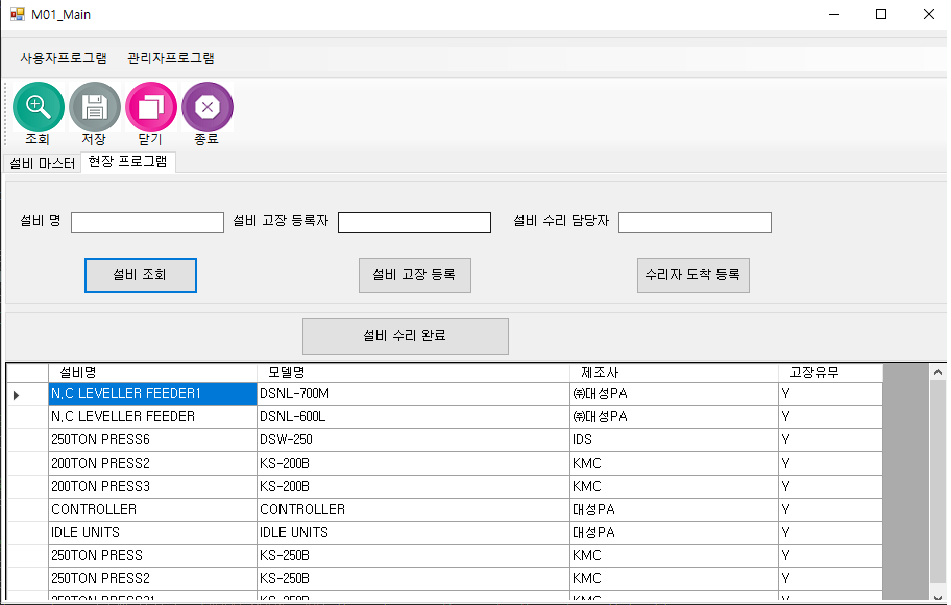 M01_Main
사용자프로그램 관리자프로그램
조회 저장 닫기 종료
설비 마스터 현장 프로그램
설비 명 설비 고장 등록자 셜비 수리 담당자
설비 조회 설비 고장 등록 수리자 도착 등록
설비 수리 완료
설비명 모델명 제조사 고장유무
N.C LEVELLER FEEDER1 DSNL-700M ㈜대성PA Y
N.C LEVELLER FEEDER DSNL-600L ㈜대성PA Y
250TON PRESS6 DSW-250 IDS Y
200TON PRESS2 KS-200B KMC Y
200TON PRESS3 KS-200B KMC Y
CONTROLLER CONTROLLER 대성PA Y
IDLE UNITS IDLE UNITS 대성PA Y
250TON PRESS KS-250B KMC Y
250TON PRESS2 KS-250B KMC Y
250TON PRESS21 KS-250B KMC Y